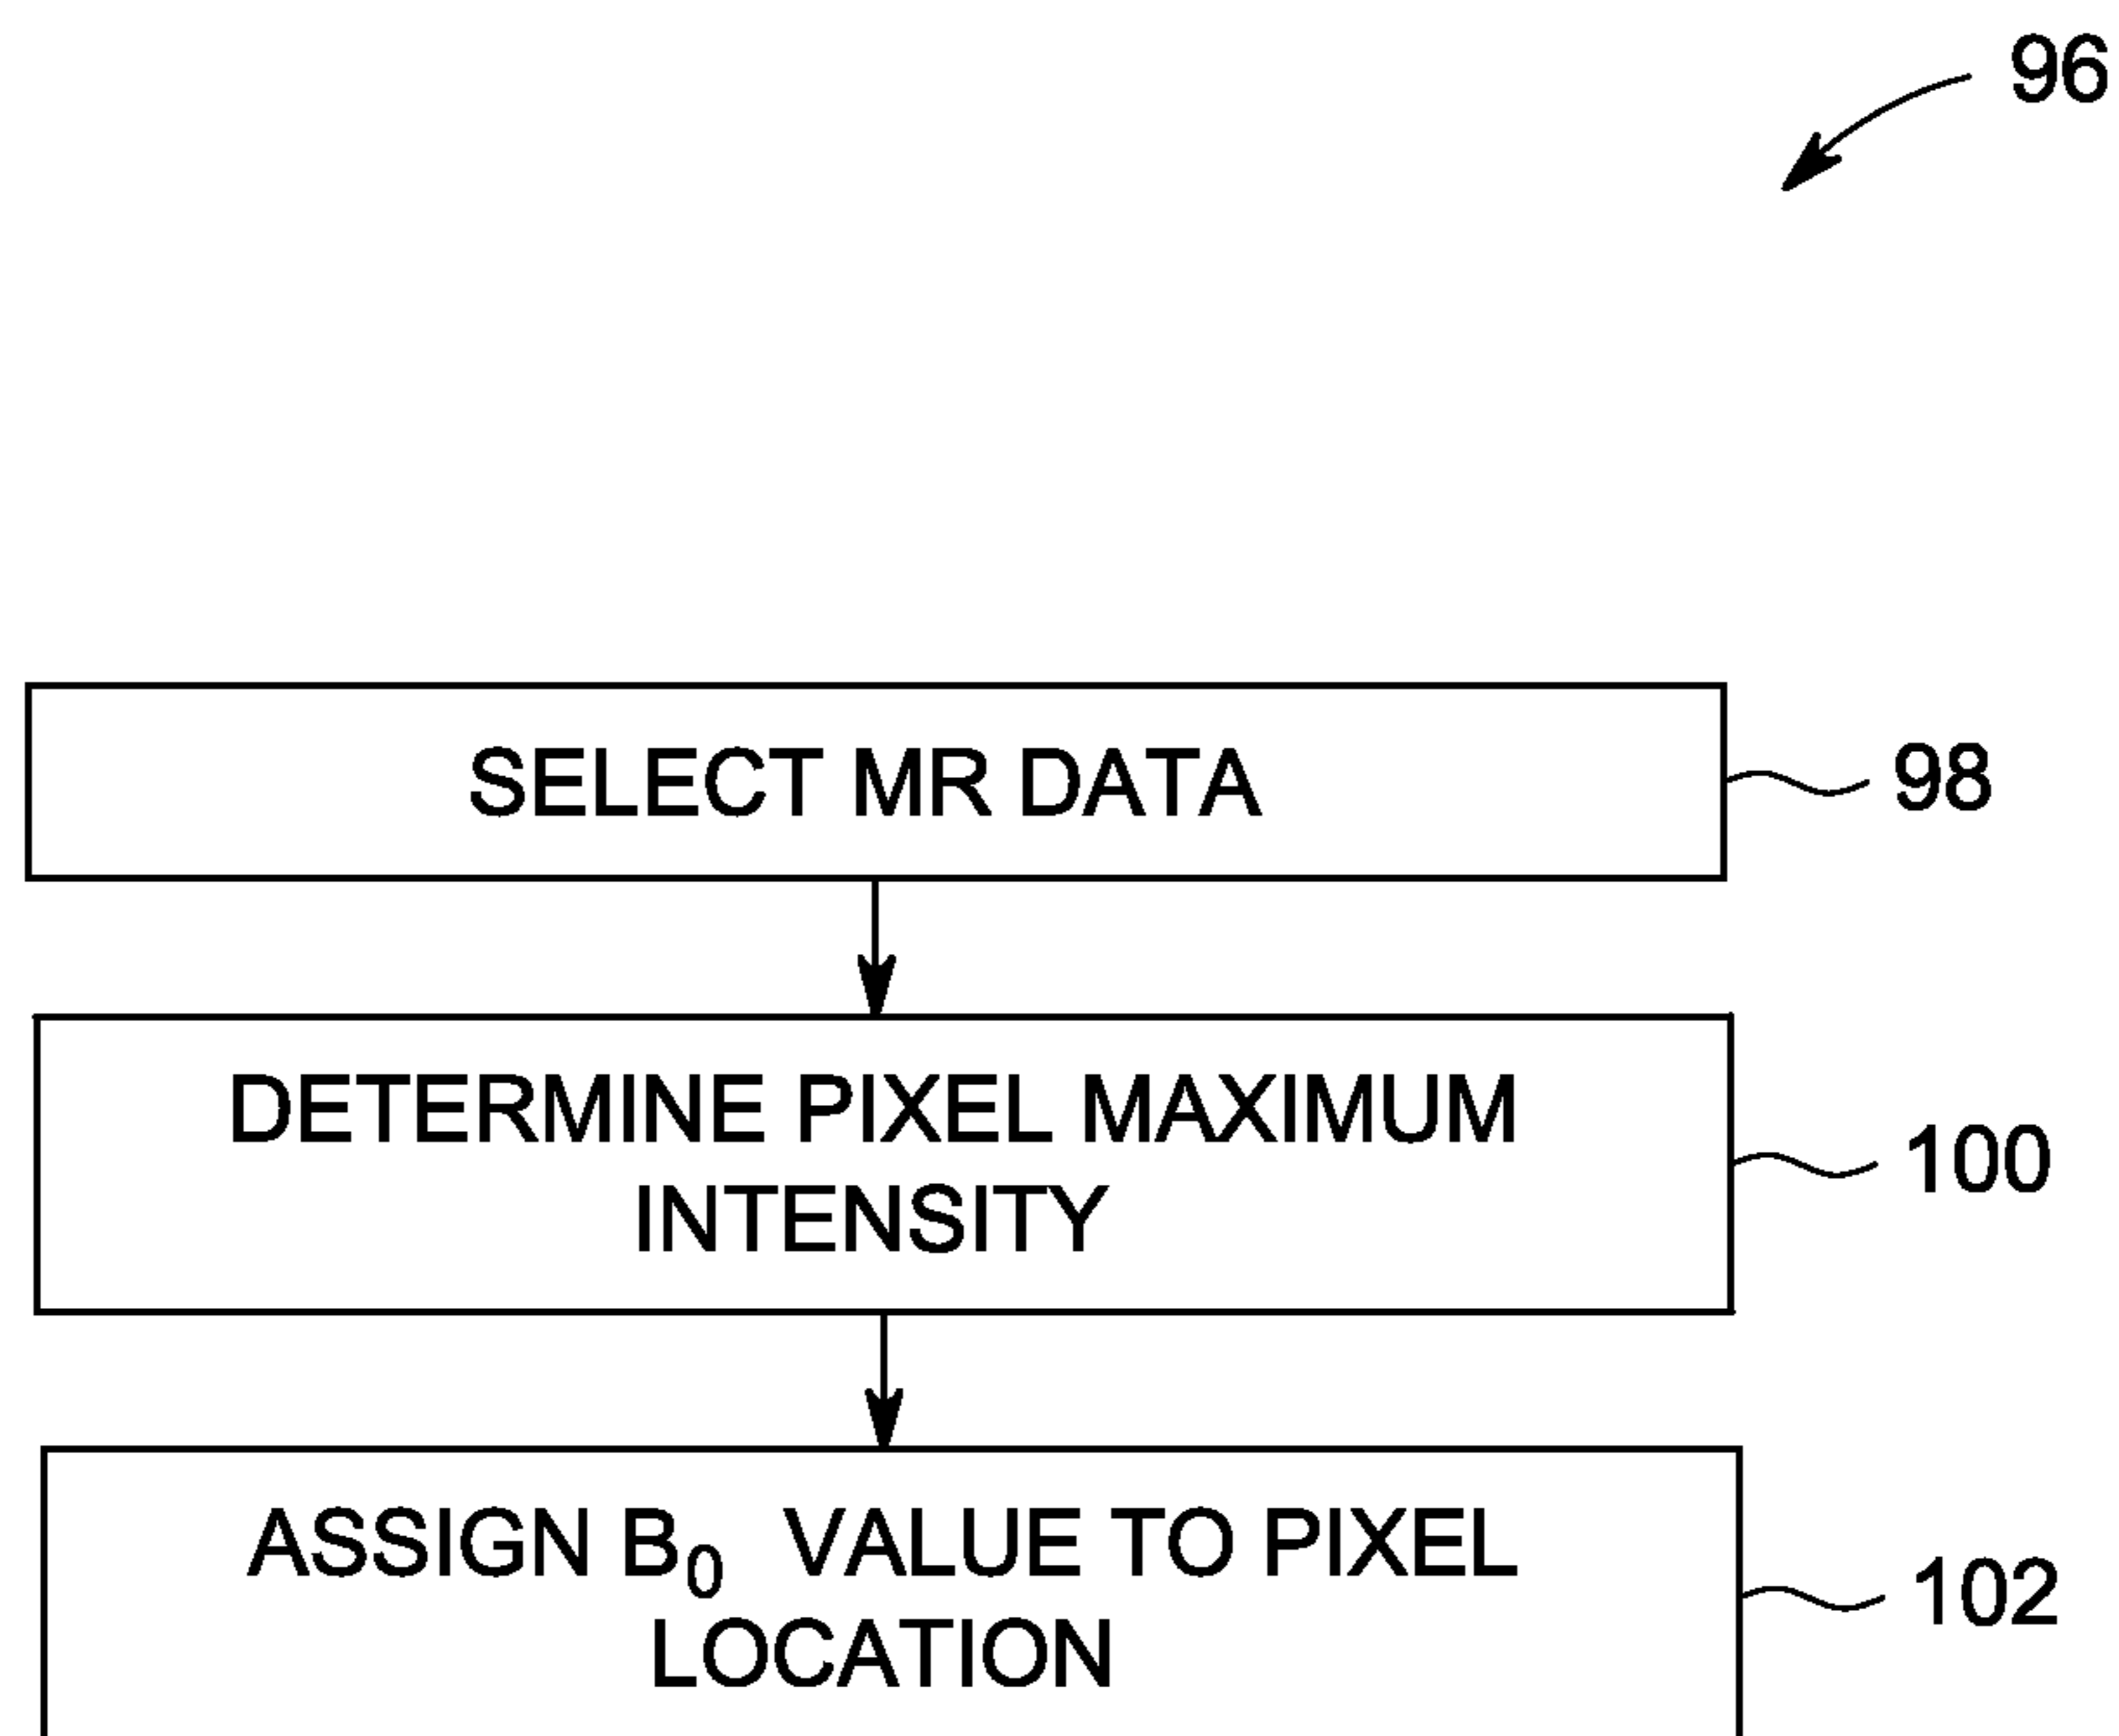 96
SELECT MR DATA
98
DETERMINE PIXEL MAXIMUM
INTENSITY
100
ASSIGN B₀ VALUE TO PIXEL
LOCATION
102